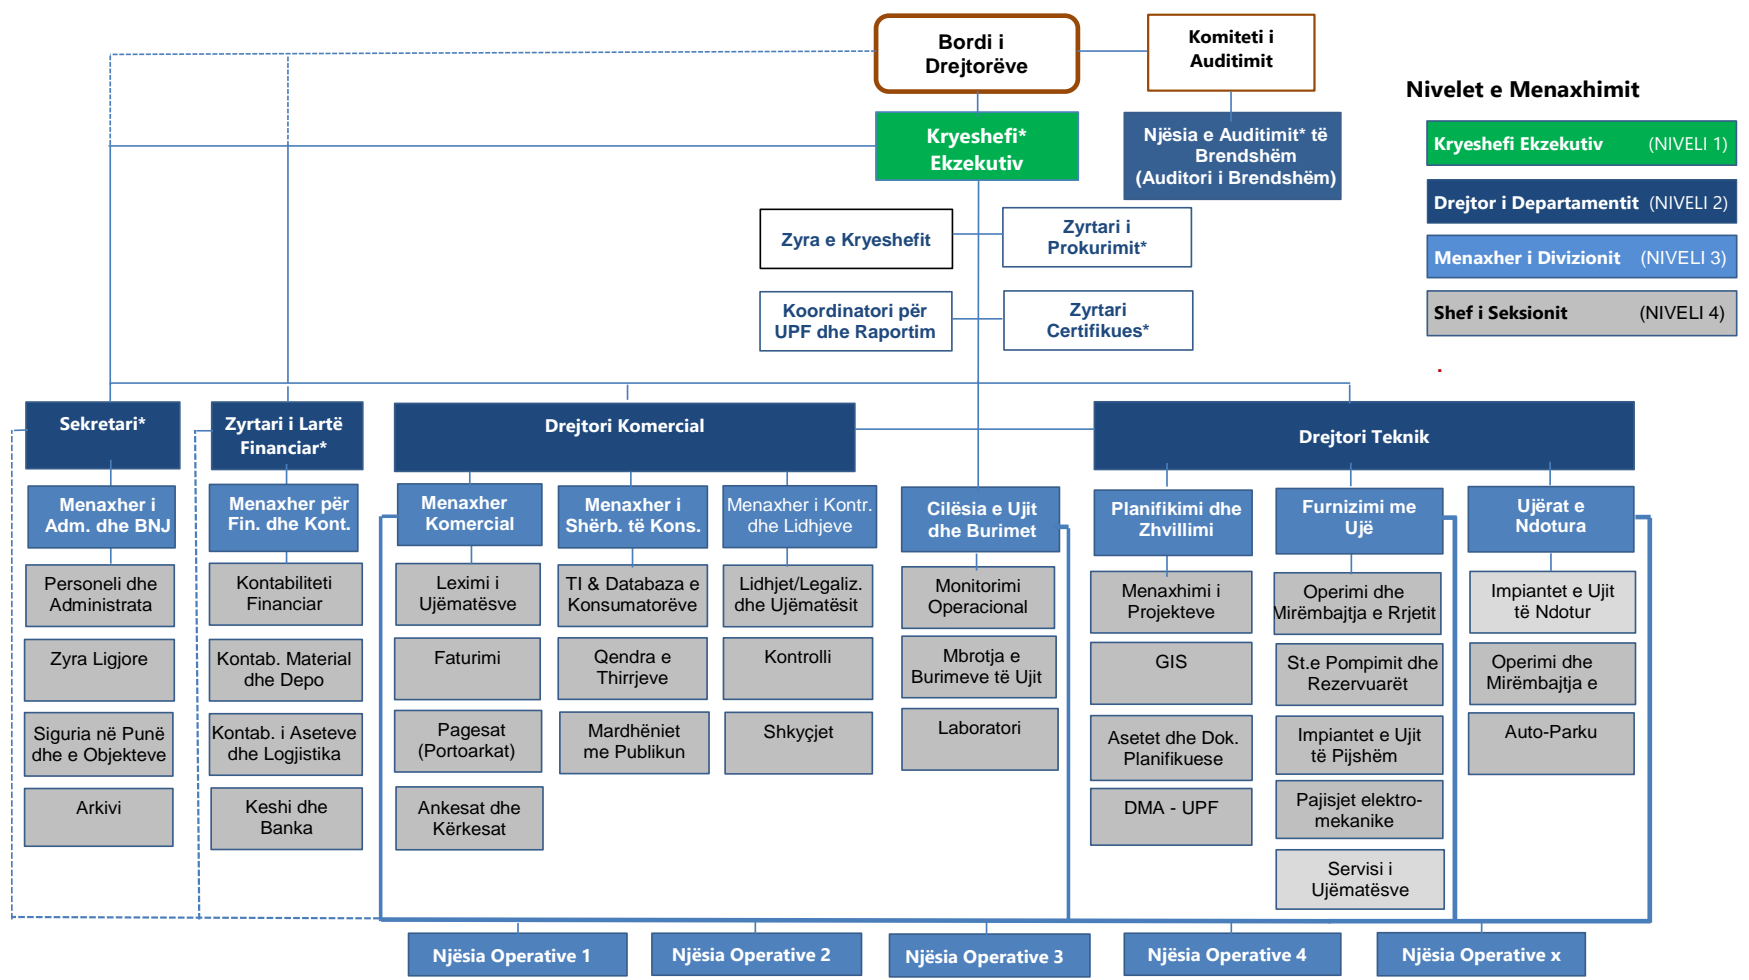 Bordi i
Drejtorëve
Komiteti i
Auditimit
Nivelet e Menaxhimit
Kryeshefi*
Ekzekutiv
Njësia e Auditimit* të
Brendshëm
(Auditori i Brendshëm)
Kryeshefi Ekzekutiv (NIVELI 1)
Drejtor i Departamentit (NIVELI 2)
Menaxher i Divizionit (NIVELI 3)
Shef i Seksionit (NIVELI 4)
Zyra e Kryeshefit
Zyrtari i
Prokurimit*
Koordinatori për
UPF dhe Raportim
Zyrtari
Certifikues*
Sekretari*
Zyrtari i Lartë
Financiar*
Drejtori Komercial
Drejtori Teknik
Menaxher i
Adm. dhe BNJ
Menaxher për
Fin. dhe Kont.
Menaxher
Komercial
Menaxher i
Shërb. të Kons.
Menaxher i Kontr.
dhe Lidhjeve
Cilësia e Ujit
dhe Burimet
Planifikimi dhe
Zhvillimi
Furnizimi me
Ujë
Ujërat e
Ndotura
Personeli dhe
Administrata
Zyra Ligjore
Siguria në Punë
dhe e Objekteve
Arkivi
Kontabiliteti
Financiar
Kontab. Material
dhe Depo
Kontab. i Aseteve
dhe Logjistika
Keshi dhe
Banka
Leximi i
Ujëmatësve
Faturimi
Pagesat
(Portoarkat)
Ankesat dhe
Kërkesat
TI & Databaza e
Konsumatorëve
Qendra e
Thirrjeve
Mardhëniet
me Publikun
Lidhjet/Legaliz.
dhe Ujëmatësit
Kontrolli
Shkyçjet
Monitorimi
Operacional
Mbrotja e
Burimeve të Ujit
Laboratori
Menaxhimi i
Projekteve
GIS
Asetet dhe Dok.
Planifikuese
DMA - UPF
Operimi dhe
Mirëmbajtja e Rrjetit
St.e Pompimit dhe
Rezervuarët
Impiantet e Ujit
të Pijshëm
Pajisjet elektro-
mekanike
Servisi i
Ujëmatësve
Impiantet e Ujit
të Ndotur
Operimi dhe
Mirëmbajtja e
Auto-Parku
Njësia Operative 1
Njësia Operative 2
Njësia Operative 3
Njësia Operative 4
Njësia Operative x